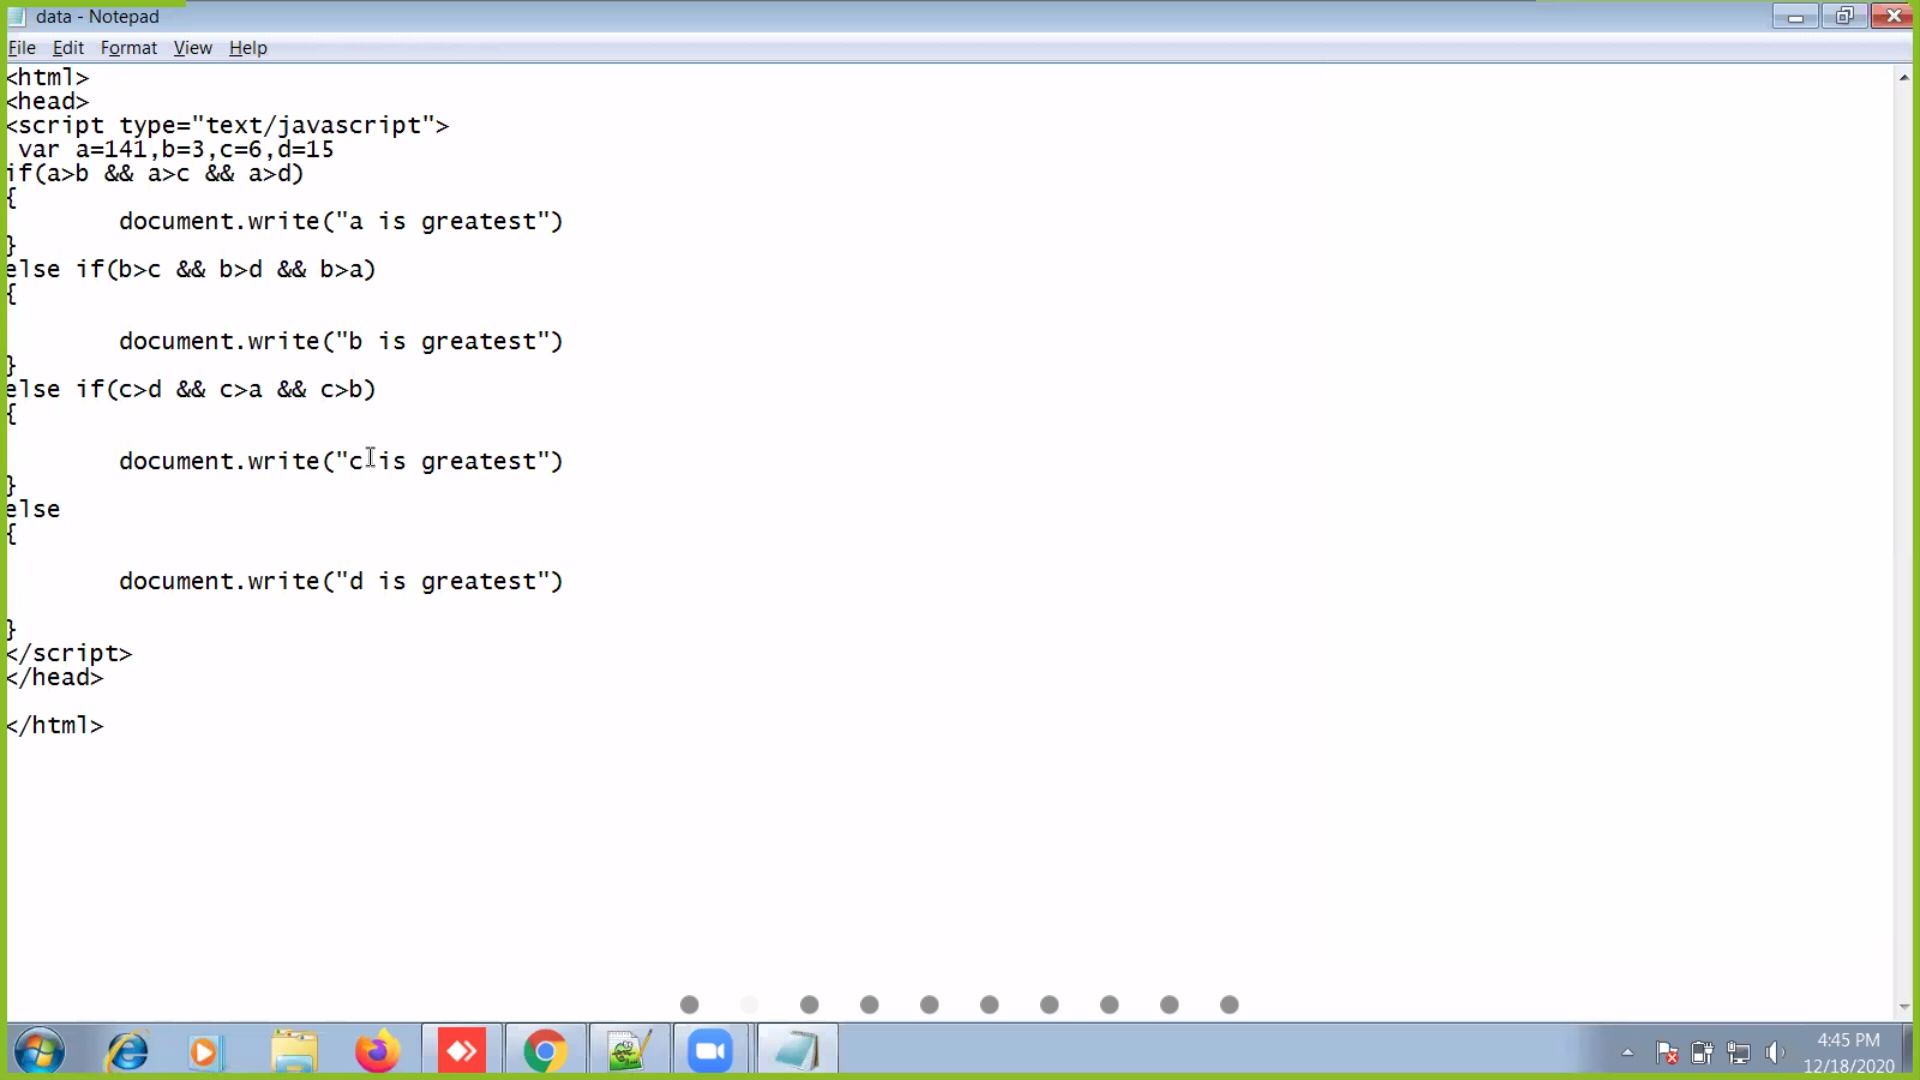 data - Notepad
File Edit Format View Help
<html>
<head>
<script type="text/javascript">
var a=141,b=3,c=6,d=15
if(a>b && a>c && a>d)
{
document.write("a is greatest")
}
else if(b>c && b>d && b>a)
{
document.write("b is greatest")
}
else if(c>d && c>a && c>b)
{
document.write("c is greatest")
}
else
{
document.write("d is greatest")
}
</script>
</head>
</html>
4:45 PM
12/18/2020